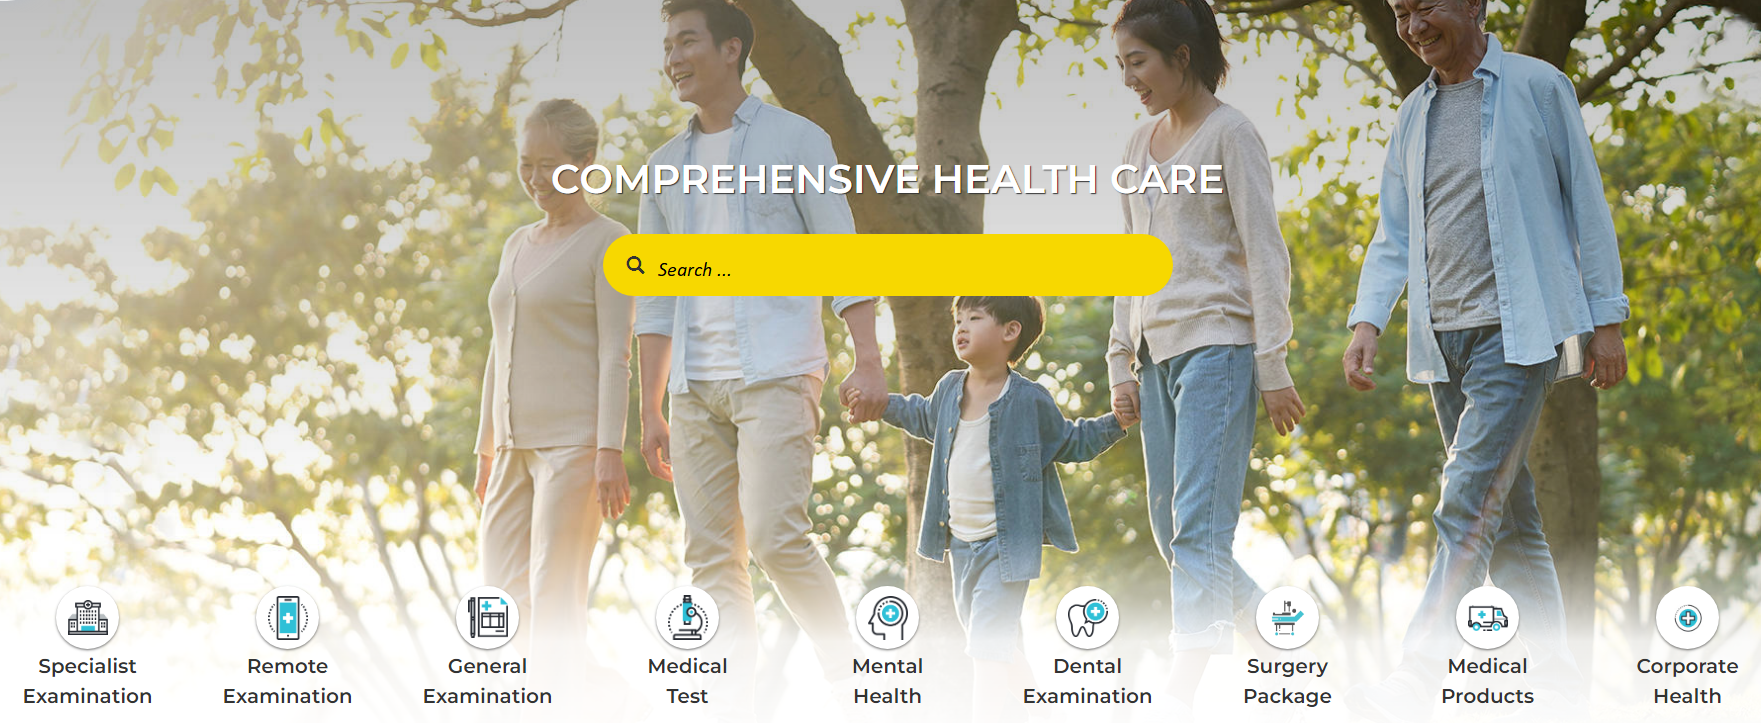 COMPREHENSIVE HEALTH CARE
Search ...
Specialist
Examination
Remote
Examination
General
Examination
Medical
Test
Mental
Health
Dental
Examination
Surgery
Package
Medical
Products
Corporate
Health